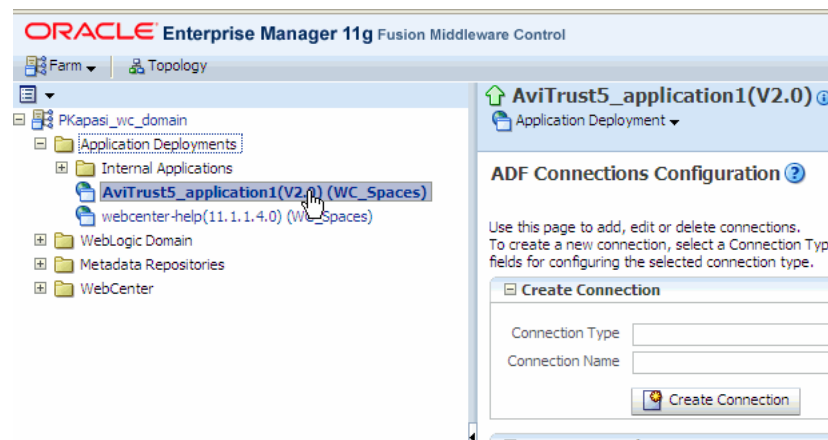 ORACLE Enterprise Manager 11g Fusion Middleware Control
Farm Topology
PKapasi_wc_domain
Application Deployments
Internal Applications
AviTrust5_application1(V2.0) (WC_Spaces)
webcenter-help(11.1.1.4.0) (WC_Spaces)
WebLogic Domain
Metadata Repositories
WebCenter
AviTrust5_application1(V2.0)
Application Deployment
ADF Connections Configuration
Use this page to add, edit or delete connections.
To create a new connection, select a Connection Typ
fields for configuring the selected connection type.
Create Connection
Connection Type
Connection Name
Create Connection